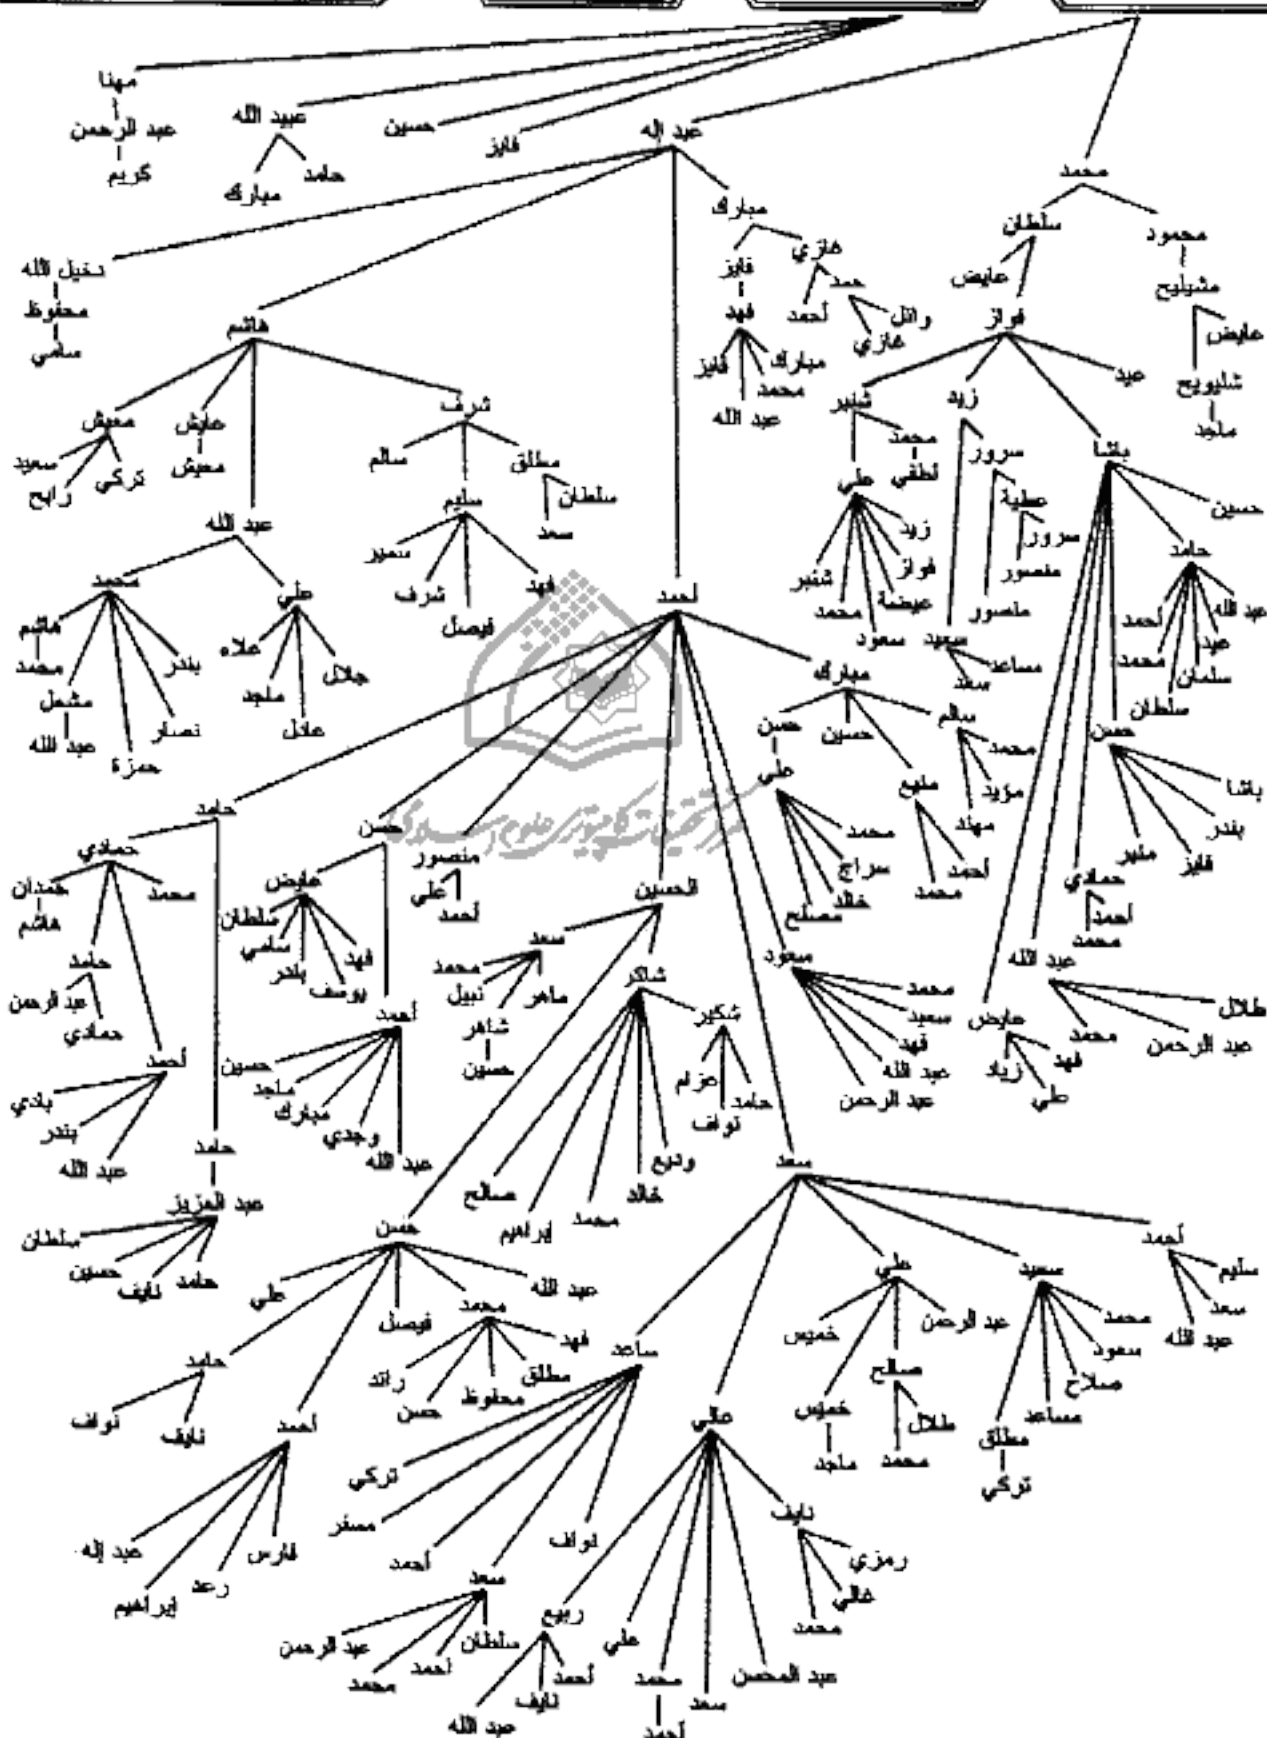 مهنا
عبد الرحمن
كريم
عبيد الله
مبارك
حامد
حسين
فايز
عبد إله
محمد
دخيل الله
محفوظ
سامي
هاشم
مبارك
فايز
غازي
فهد
أحمد
حمد
غازي
وائل
فايز
عبد الله
محمد
مبارك
سلطان
محمود
عايض
فواز
مشيليح
عايض
شليويح
ماجد
معيش
سعيد
رابح
تركي
عايش
معيش
شرف
سالم
مطلق
سلطان
سعد
سليم
سمير
شرف
فيصل
فهد
عبد الله
محمد
علي
هاشم
محمد
مشعل
عبد الله
حمزة
نصار
بندر
علاء
ماجد
عادل
جلال
شنبر
محمد
لطفي
علي
شنبر
محمد
سعود
عيضة
فواز
زيد
زيد
سرور
عطية
سرور
منصور
منصور
سعيد
مساعد
سعد
عيد
باشا
حسين
حامد
أحمد
محمد
سلطان
سلمان
عيد
عبد الله
حسن
باشا
بندر
فايز
منير
حمادي
أحمد
محمد
عبد الله
طلال
عبد الرحمن
محمد
عايض
زياد
علي
فهد
أحمد
مبارك
حسن
حسين
سالم
محمد
مزيد
مهند
علي
محمد
سراج
خالد
مصلح
مليع
أحمد
محمد
حامد
حمادي
حمدان
هاشم
محمد
حامد
عبد الرحمن
حمادي
أحمد
بادي
بندر
عبد الله
حامد
عبد العزيز
سلطان
حسين
نايف
حامد
حسن
عايض
سلطان
سامي
بندر
يوسف
فهد
أحمد
حسين
ماجد
مبارك
وجدي
عبد الله
منصور
علي
أحمد
الحسين
سعد
محمد
نبيل
شاهر
حسين
ماهر
شاكر
شكير
عزام
نواف
حامد
صالح
إبراهيم
محمد
خالد
وديع
سعود
محمد
سعيد
فهد
عبد الله
عبد الرحمن
سعد
حسن
علي
فيصل
محمد
عبد الله
رائد
حسن
محفوظ
مطلق
فهد
حامد
نواف
نايف
أحمد
عبد إله
إبراهيم
رعد
فارس
ساعد
تركي
مسفر
أحمد
سعد
نواف
عبد الرحمن
محمد
أحمد
سلطان
غالي
ربيع
عبد الله
نايف
أحمد
علي
محمد
أحمد
سعد
عبد المحسن
نايف
رمزي
غالي
محمد
علي
خميس
عبد الرحمن
خميس
ماجد
صالح
طلال
محمد
سعيد
محمد
سعود
صلاح
مساعد
مطلق
تركي
أحمد
سليم
سعد
عبد الله